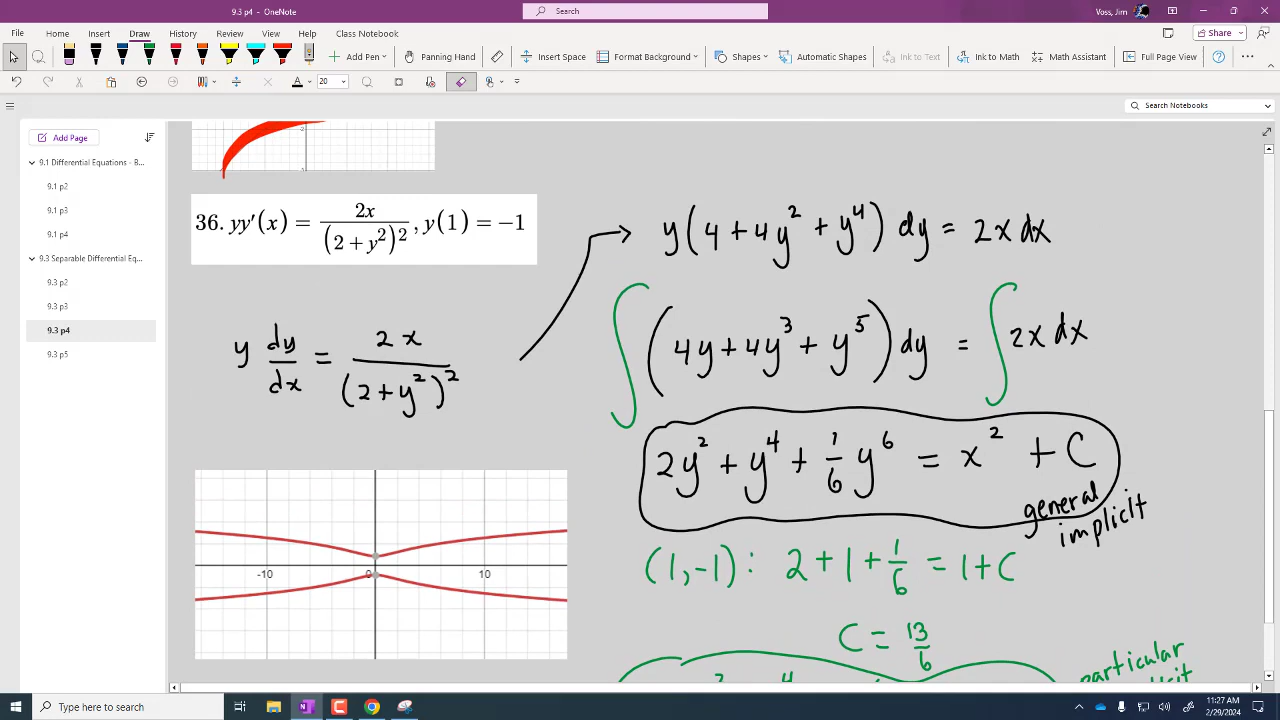 9.3 p4 - OneNote
Search
Voss, Jim
File Home Insert Draw History Review View Help Class Notebook
Share
Add Pen Panning Hand Insert Space Format Background Shapes Automatic Shapes Ink to Text Ink to Math Math Assistant Full Page View
20
Search Notebooks
Add Page
9.1 Differential Equations - B...
9.1 p2
9.1 p3
9.1 p4
9.3 Separable Differential Eq...
9.3 p2
9.3 p3
9.3 p4
9.3 p5
36. yy′(x) = 2x/(2 + y²)², y(1) = −1
y dy/dx = 2x/(2+y²)²
-10 0 10
y(4+4y²+y⁴) dy = 2x dx
∫(4y+4y³+y⁵) dy = ∫2x dx
2y²+y⁴+1/6 y⁶ = x² + C
general
implicit
(1,-1): 2+1+1/6 = 1+C
C = 13/6
particular
Type here to search
11:27 AM
2/29/2024